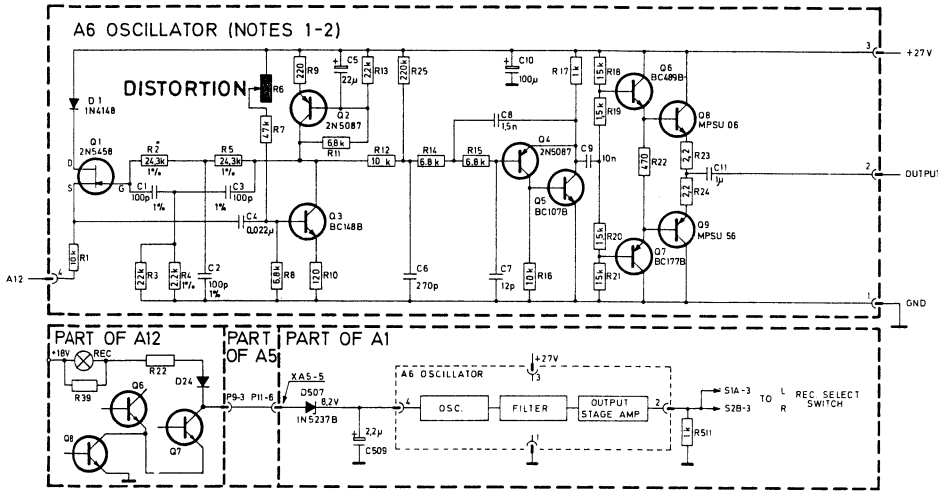 A6 OSCILLATOR (NOTES 1-2)
3
+27V
D1
1N4148
DISTORTION
R6
R7
47k
R9
220
C5
22µ
R13
22k
R25
220k
C10
100µ
R17
1k
R18
1,5k
R19
1,5k
Q6
BC489B
Q8
MPSU 06
Q2
2N5087
R11
6,8k
C8
1,5n
Q1
2N5458
D
S
G
R2
24,3k
1%
R5
24,3k
1%
C1
100p
1%
C3
100p
1%
R12
10k
R14
6,8k
R15
6,8k
Q4
2N5087
C9
10n
R22
470
R23
2,2
R24
2,2
C11
1µ
2
OUTPUT
Q5
BC107B
C4
0,022µ
Q3
BC148B
Q9
MPSU 56
R20
1,5k
Q7
BC177B
R21
15k
A12
4
R1
10k
R3
22k
R4
2,2k
1%
C2
100p
1%
R8
6,8k
R10
120
C6
270p
C7
12p
R16
10k
1
GND
PART OF A12
PART OF A5
PART OF A1
+18V
REC
R22
R39
D24
Q6
Q8
Q7
P9-3
P11-6
XA5-5
D507
8,2V
1N5237B
2,2µ
C509
A6 OSCILLATOR
+27V
3
4
OSC.
FILTER
OUTPUT STAGE AMP
2
1
R511
1k
S1A-3
S2B-3
TO
L
R
REC. SELECT SWITCH